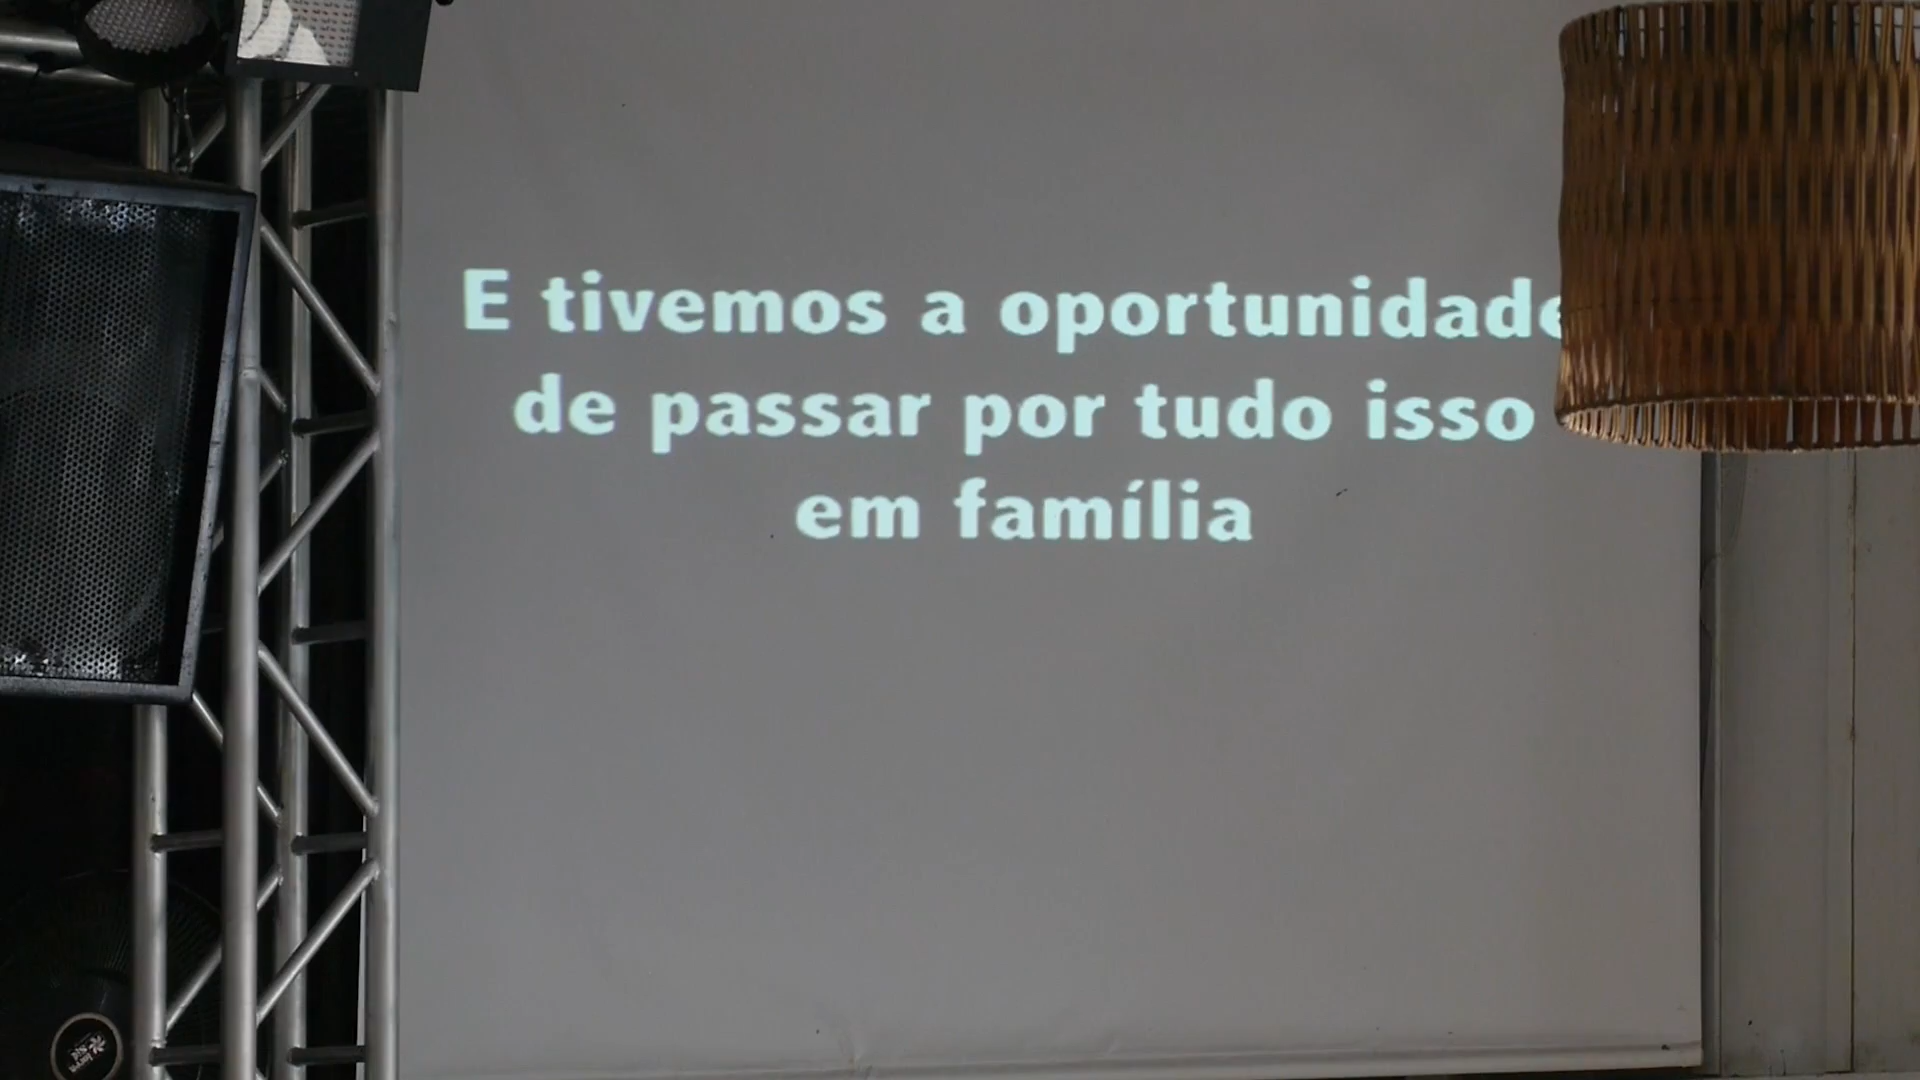 E tivemos a oportunidade
de passar por tudo isso
em família